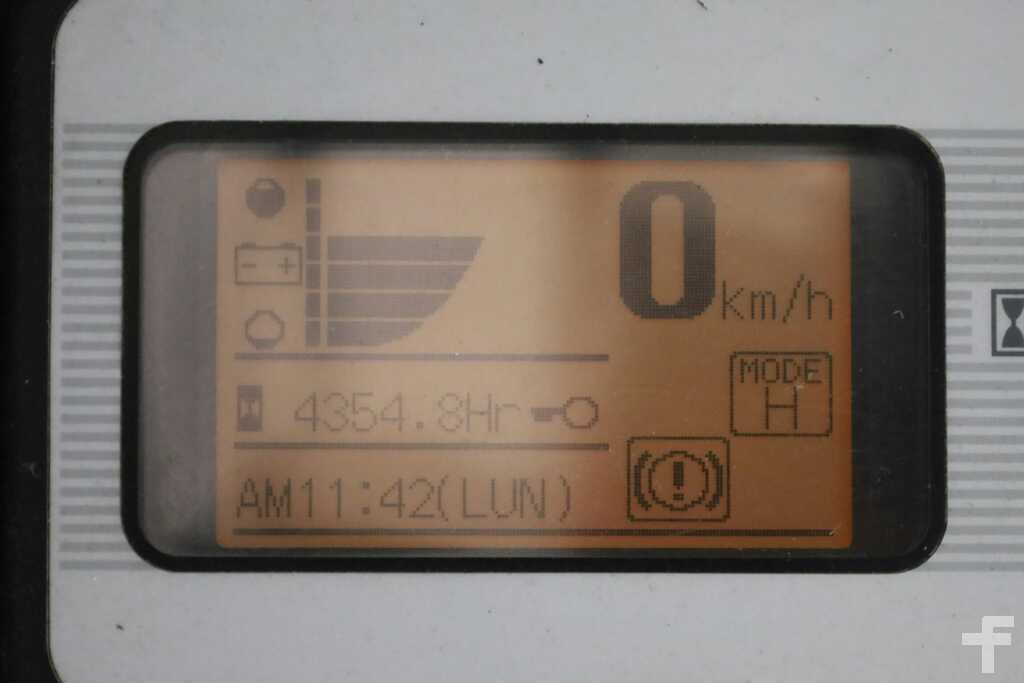 0 km/h
MODE
H
4354.8Hr
AM11:42(LUN)
f